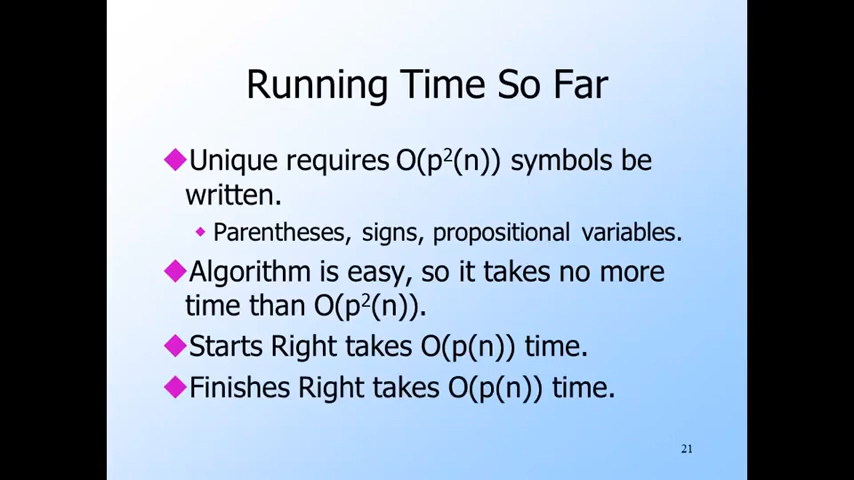 Running Time So Far
Unique requires O(p²(n)) symbols be
written.
Parentheses, signs, propositional variables.
Algorithm is easy, so it takes no more
time than O(p²(n)).
Starts Right takes O(p(n)) time.
Finishes Right takes O(p(n)) time.
21